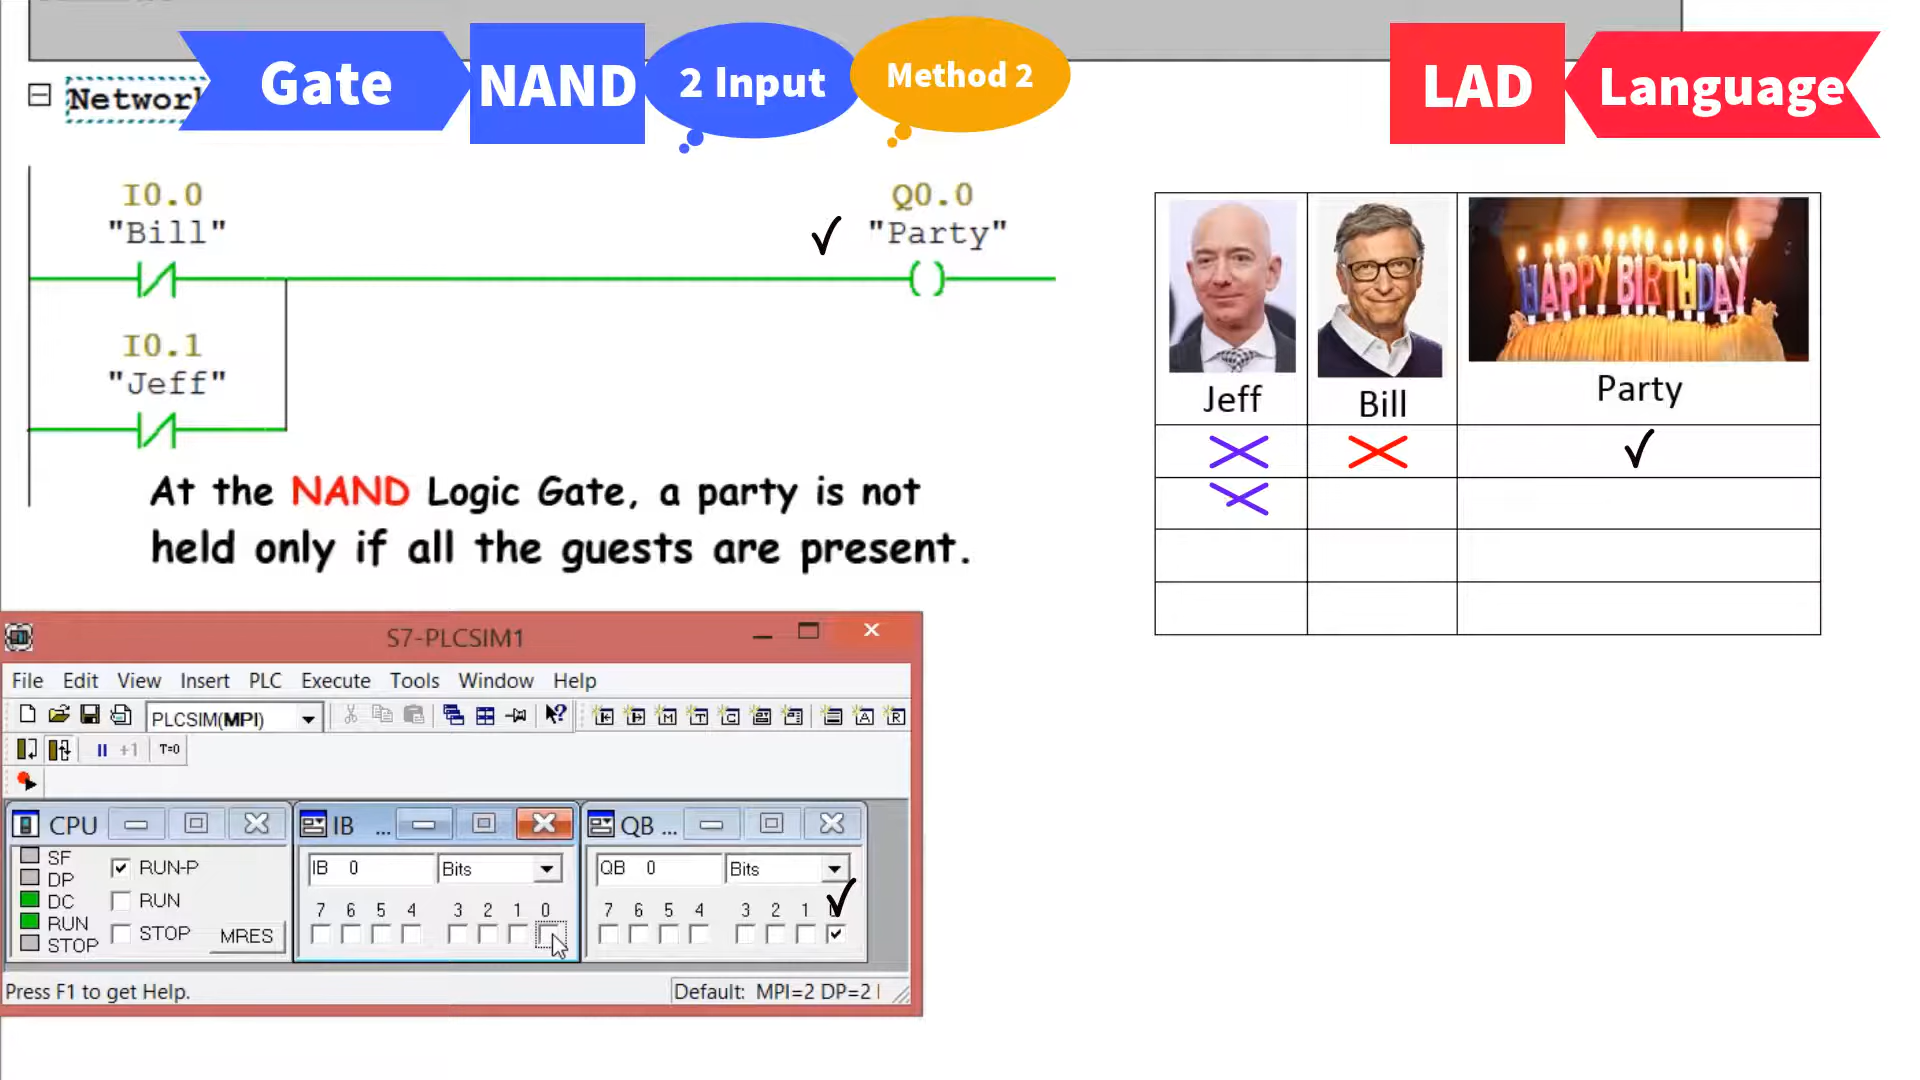 Gate
NAND
2 Input
Method 2
LAD
Language
Network
I0.0
"Bill"
Q0.0
"Party"
I0.1
"Jeff"
At the NAND Logic Gate, a party is not
held only if all the guests are present.
HAPPY BIRTHDAY
Jeff
Bill
Party
S7-PLCSIM1
File Edit View Insert PLC Execute Tools Window Help
PLCSIM(MPI)
+1 T=0
CPU
SF
DP
DC
RUN
STOP
RUN-P
RUN
STOP
MRES
IB ...
IB 0 Bits
7 6 5 4 3 2 1 0
QB ...
QB 0 Bits
7 6 5 4 3 2 1
Press F1 to get Help.
Default: MPI=2 DP=2